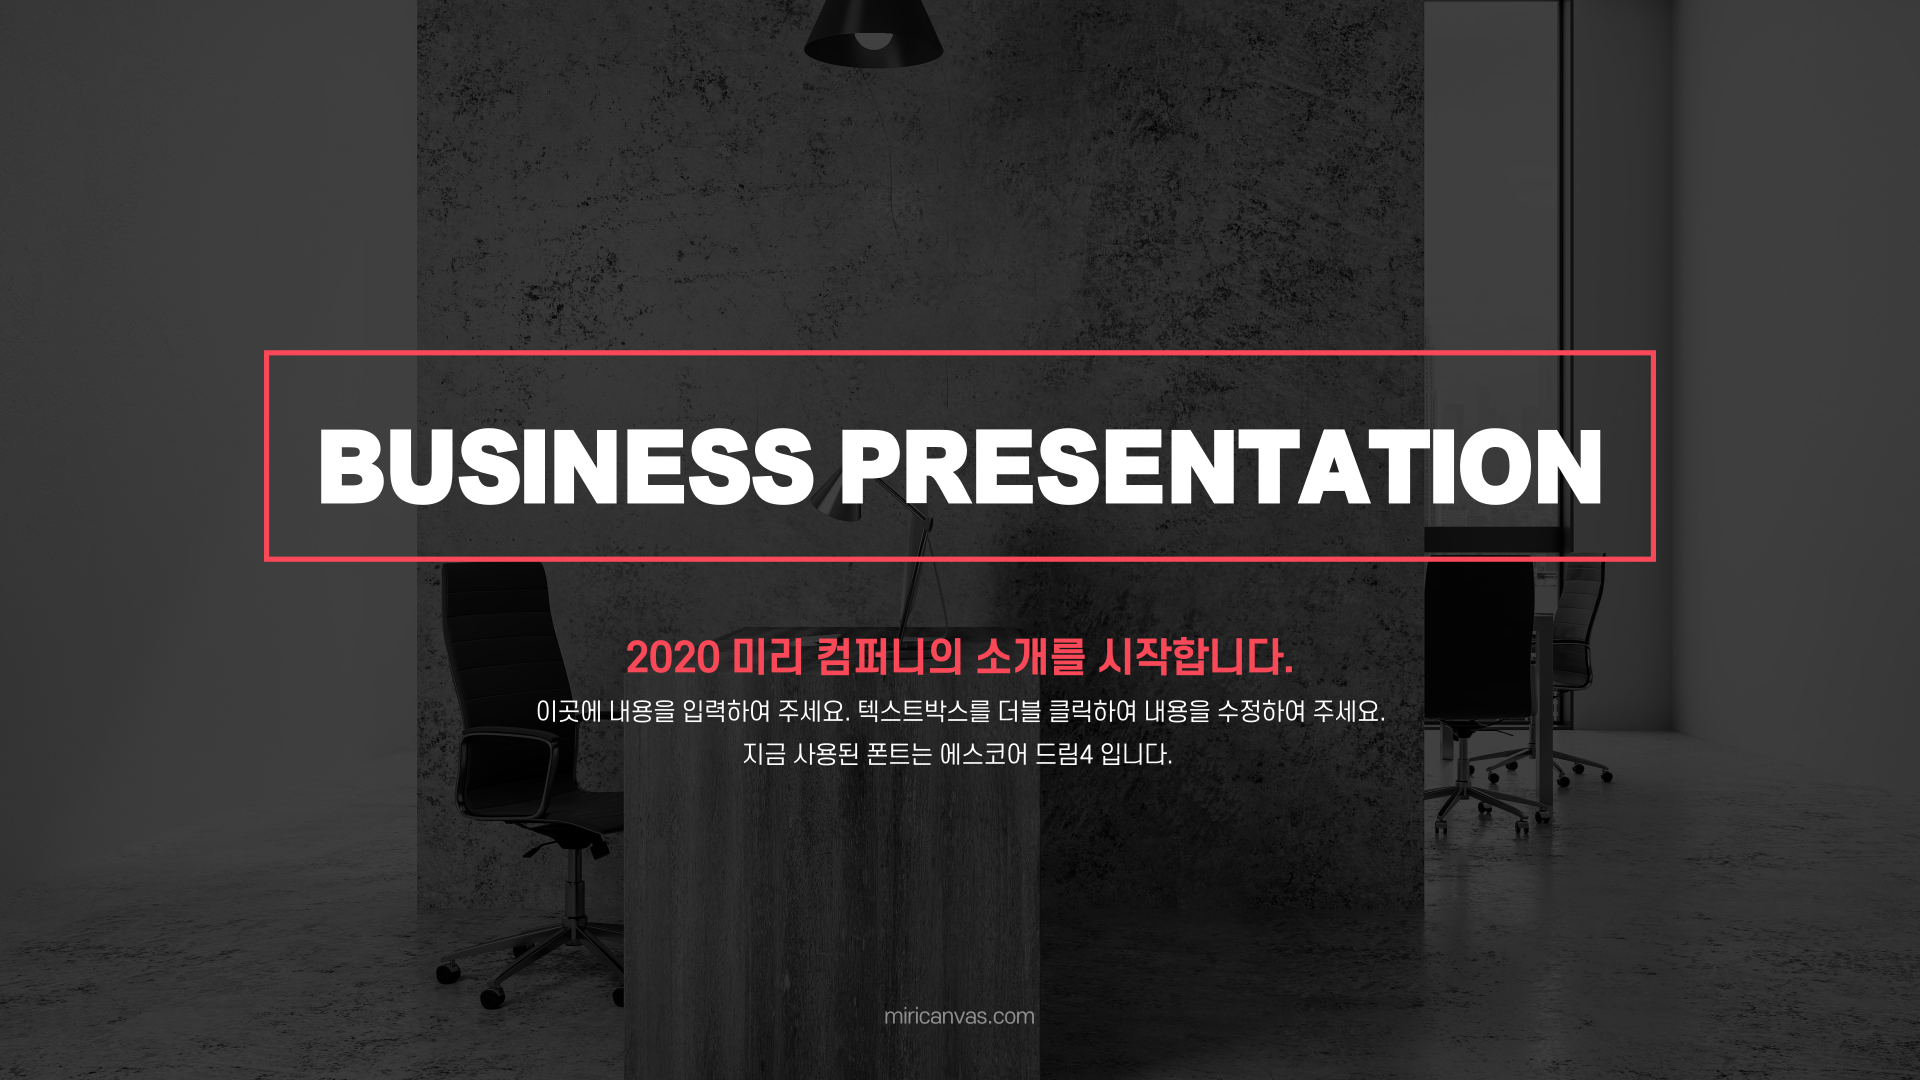 BUSINESS PRESENTATION
2020 미리 컴퍼니의 소개를 시작합니다.
이곳에 내용을 입력하여 주세요. 텍스트박스를 더블 클릭하여 내용을 수정하여 주세요.
지금 사용된 폰트는 에스코어 드림4 입니다.
miricanvas.com